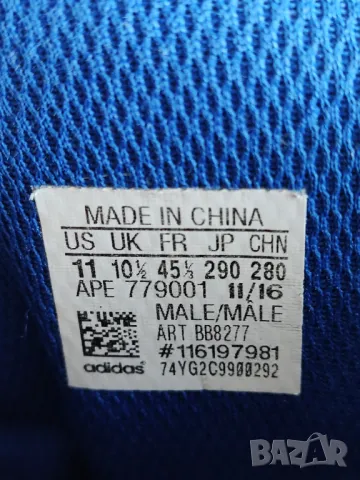 MADE IN CHINA
US UK FR JP CHN
11 10½ 45⅓ 290 280
APE 779001 11/16
MALE/MÂLE
ART BB8277
#116197981
adidas 74YG2C9900292
BAZAR.bg